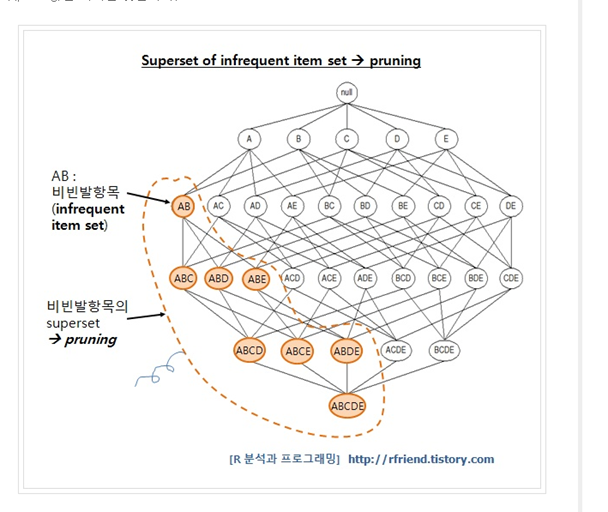 Superset of infrequent item set → pruning
null
A B C D E
AB :
비빈발항목
(infrequent
item set)
AB AC AD AE BC BD BE CD CE DE
ABC ABD ABE ACD ACE ADE BCD BCE BDE CDE
비빈발항목의
superset
→ pruning
ABCD ABCE ABDE ACDE BCDE
ABCDE
[R 분석과 프로그래밍] http://rfriend.tistory.com